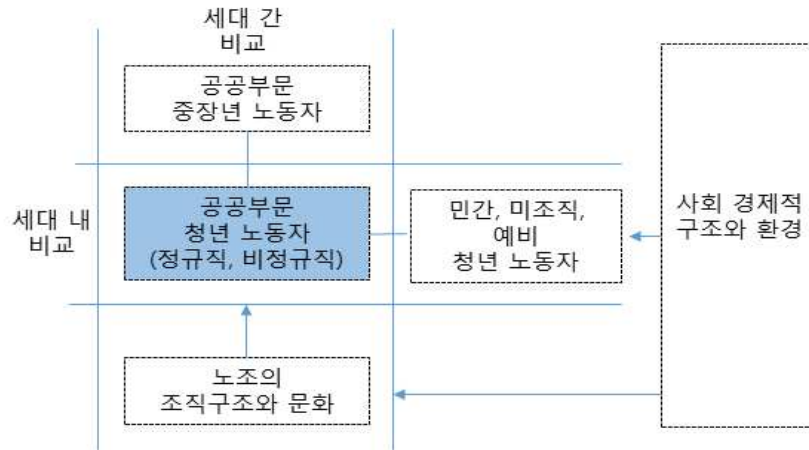 세대 간
비교
공공부문
중장년 노동자
세대 내
비교
공공부문
청년 노동자
(정규직, 비정규직)
민간, 미조직,
예비
청년 노동자
사회 경제적
구조와 환경
노조의
조직구조와 문화